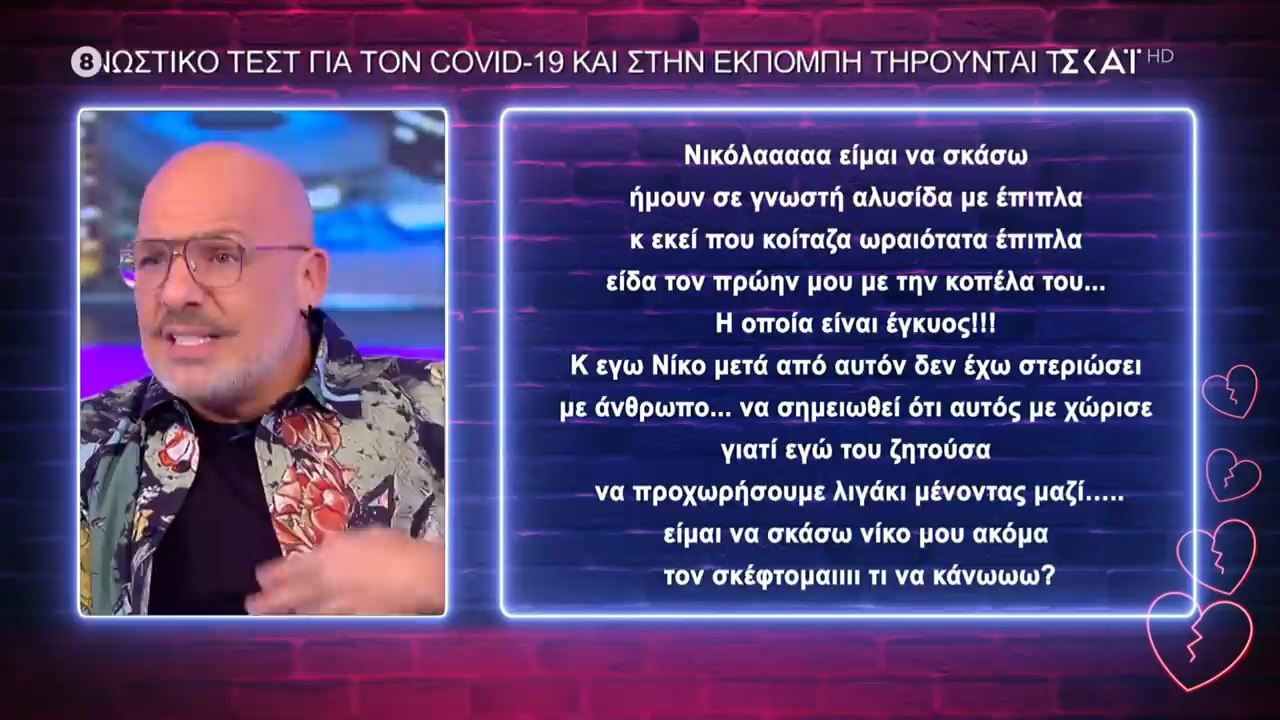 8
ΝΩΣΤΙΚΟ ΤΕΣΤ ΓΙΑ ΤΟΝ COVID-19 ΚΑΙ ΣΤΗΝ ΕΚΠΟΜΠΗ ΤΗΡΟΥΝΤΑΙ Τ
ΣΚΑΪ HD
Νικόλααααα είμαι να σκάσω
ήμουν σε γνωστή αλυσίδα με έπιπλα
κ εκεί που κοίταζα ωραιότατα έπιπλα
είδα τον πρώην μου με την κοπέλα του...
Η οποία είναι έγκυος!!!
Κ εγω Νίκο μετά από αυτόν δεν έχω στεριώσει
με άνθρωπο... να σημειωθεί ότι αυτός με χώρισε
γιατί εγώ του ζητούσα
να προχωρήσουμε λιγάκι μένοντας μαζί.....
είμαι να σκάσω νίκο μου ακόμα
τον σκέφτομαιιιι τι να κάνωωω?